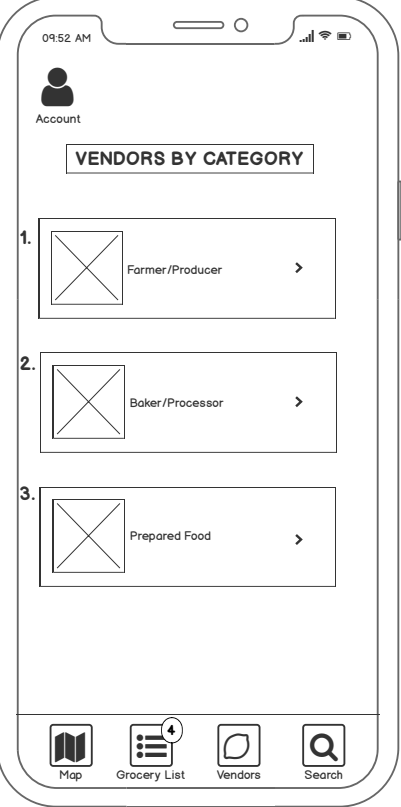 09:52 AM
Account
VENDORS BY CATEGORY
1.
Farmer/Producer
2.
Baker/Processor
3.
Prepared Food
4
Map
Grocery List
Vendors
Search